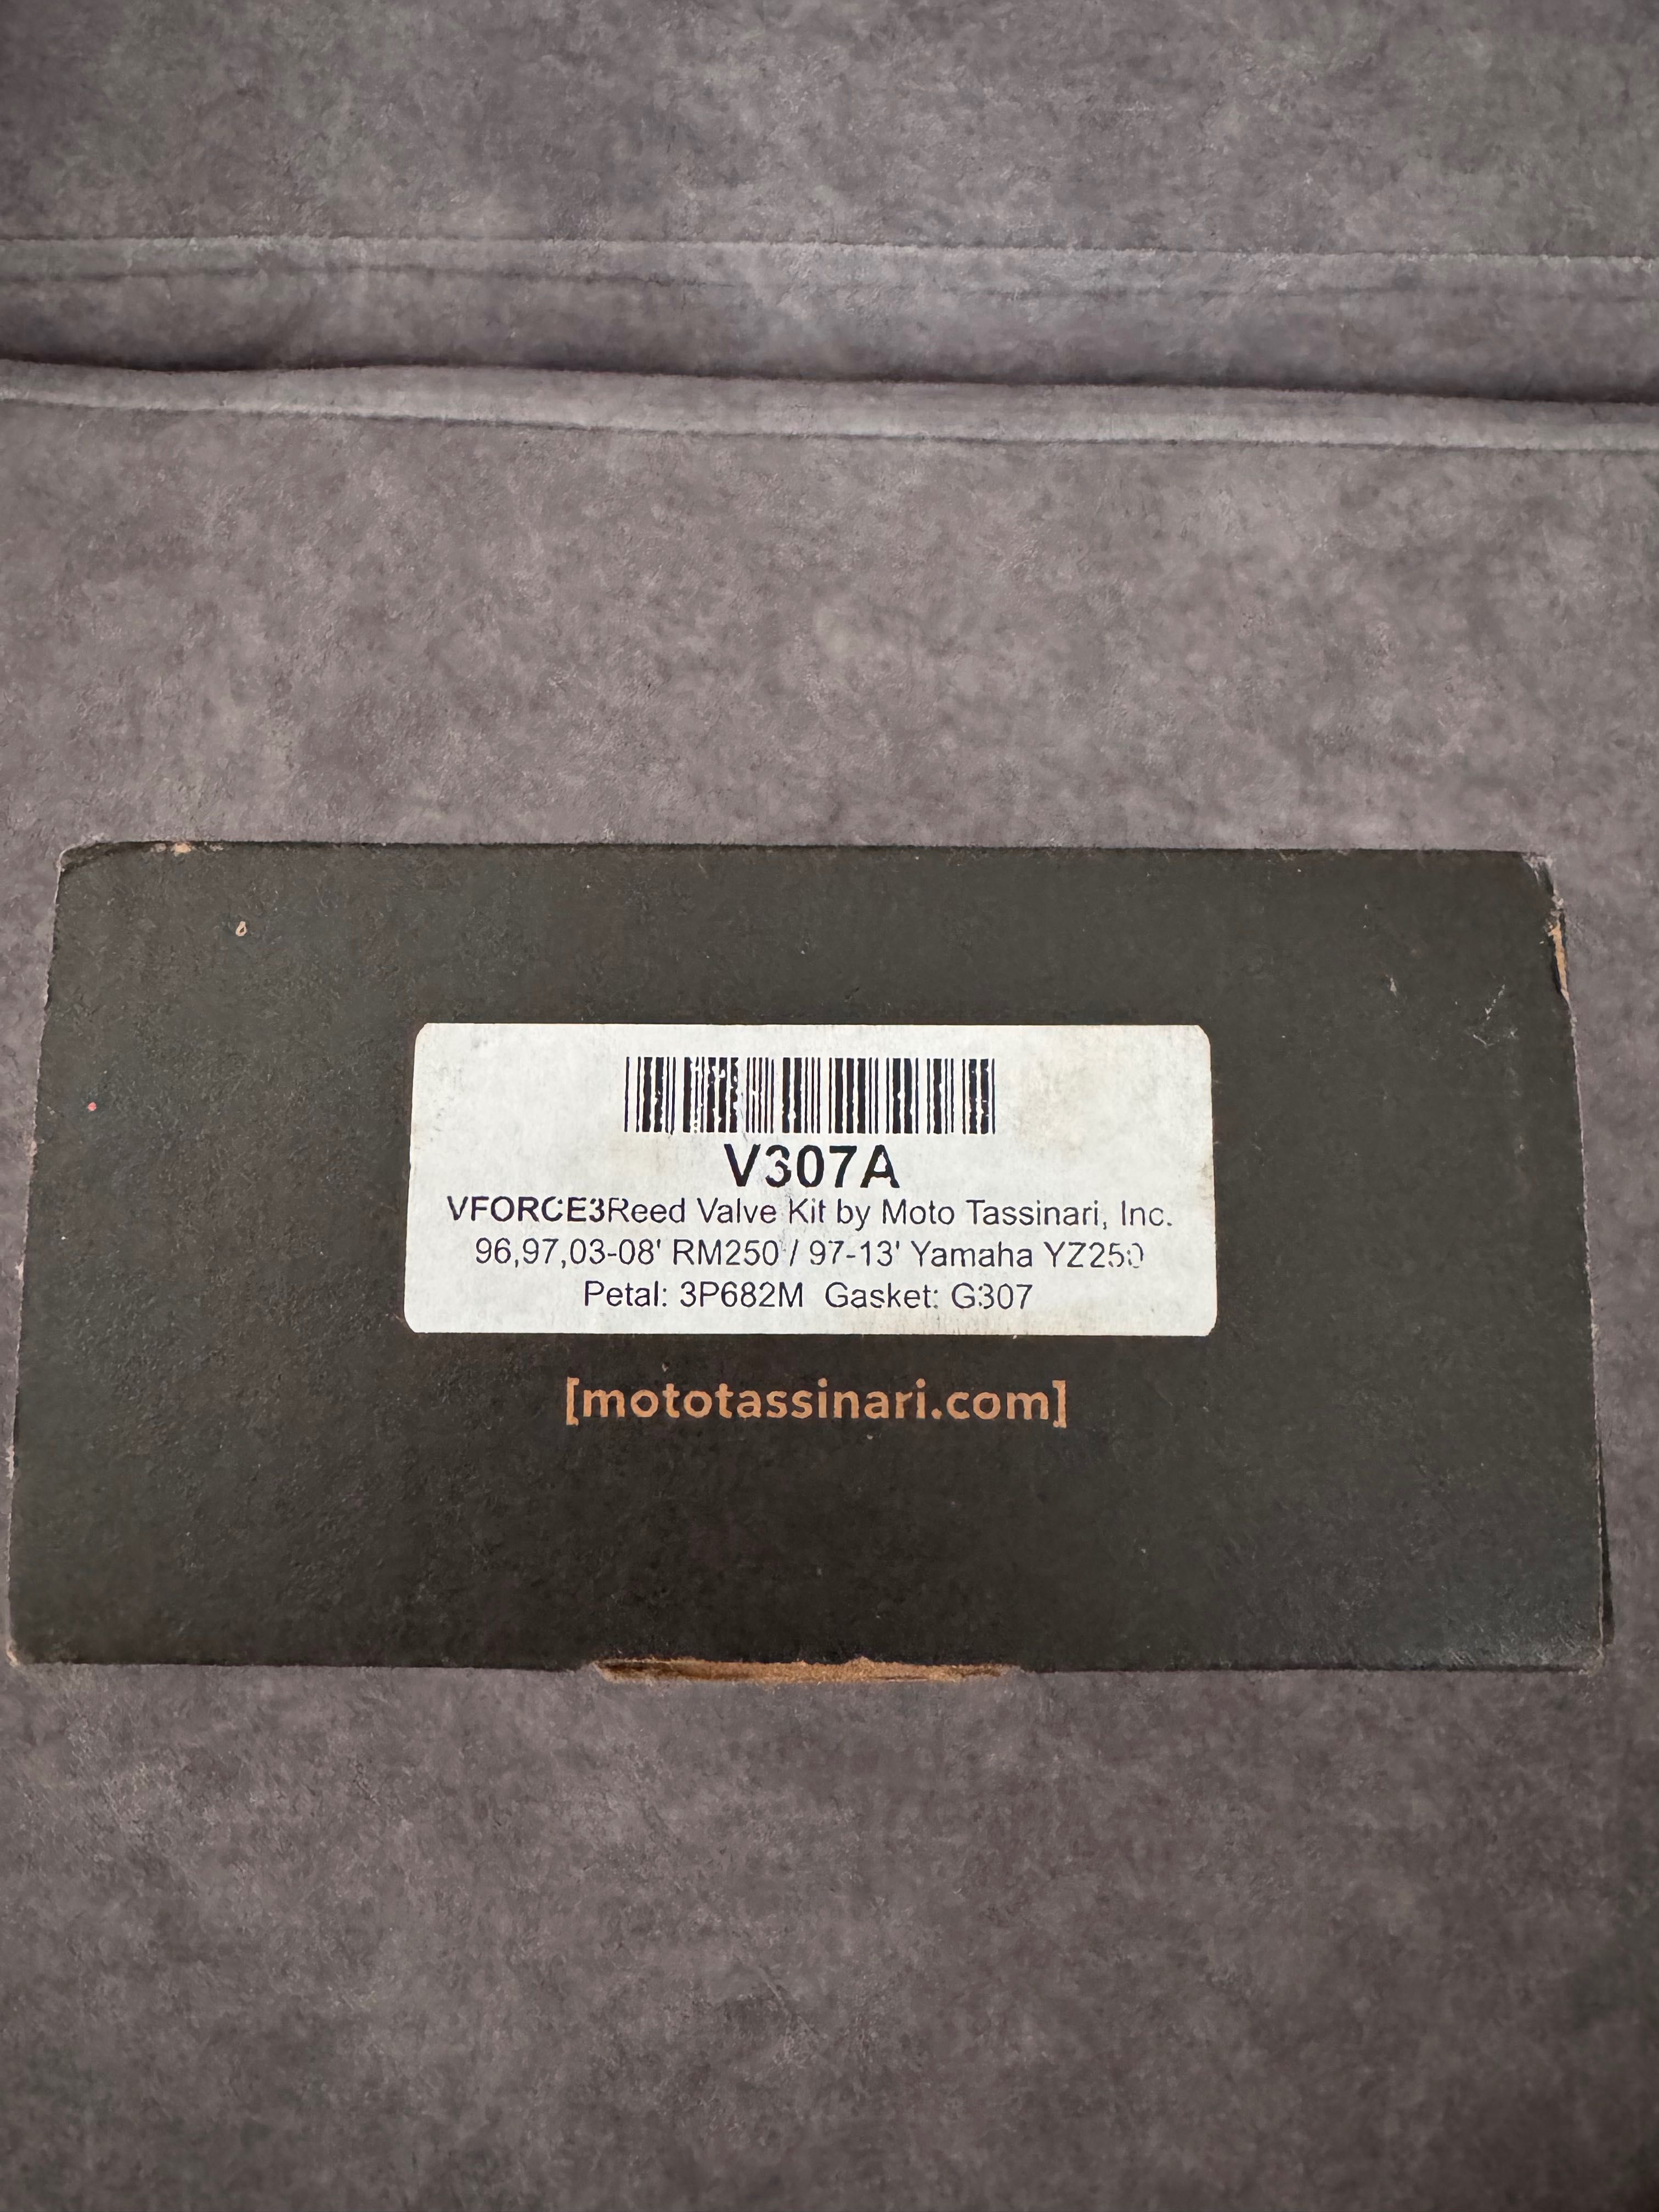 V307A
VFORCE3Reed Valve Kit by Moto Tassinari, Inc.
96,97,03-08' RM250 / 97-13' Yamaha YZ250
Petal: 3P682M  Gasket: G307
[mototassinari.com]